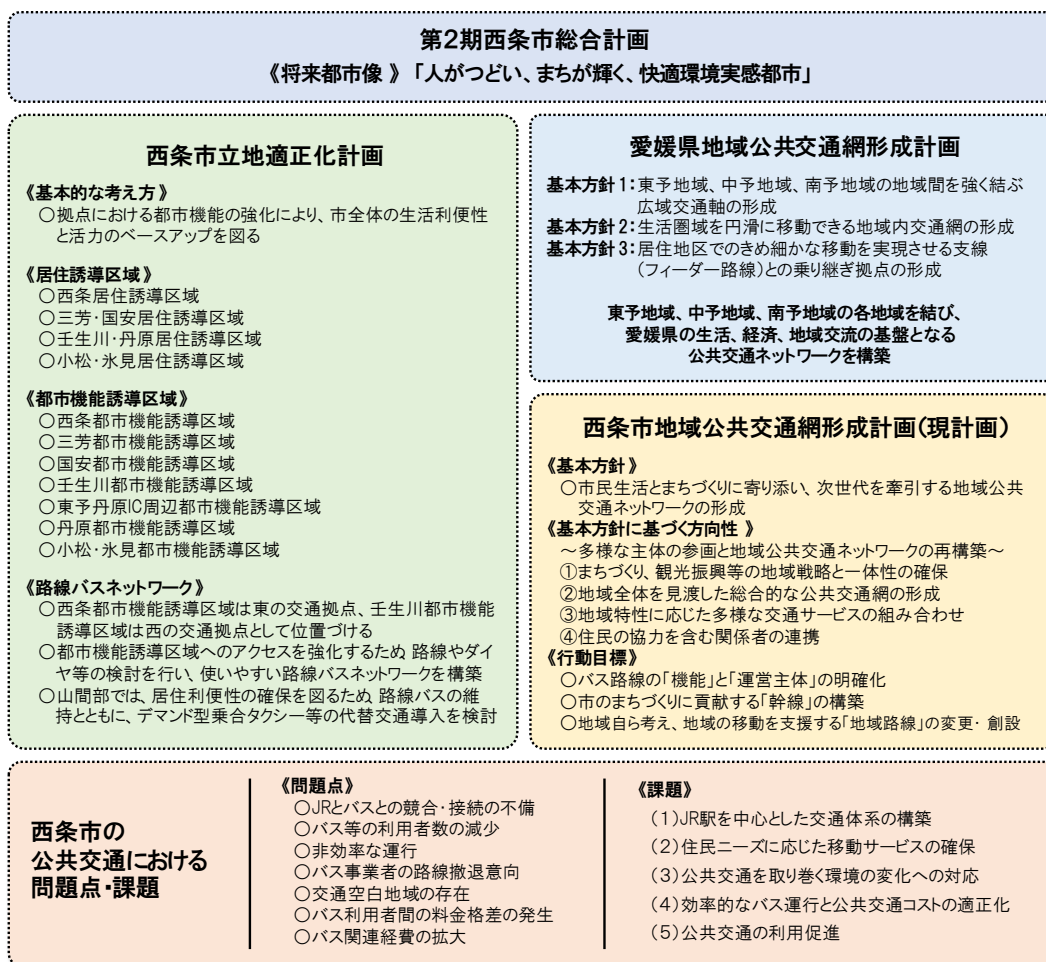 第2期西条市総合計画
《将来都市像 》「人がつどい、まちが輝く、快適環境実感都市」
西条市立地適正化計画
《基本的な考え方 》
○拠点における都市機能の強化により、市全体の生活利便性
と活力のベースアップを図る
《居住誘導区域 》
○西条居住誘導区域
○三芳・国安居住誘導区域
○壬生川・丹原居住誘導区域
○小松・氷見居住誘導区域
《都市機能誘導区域》
○西条都市機能誘導区域
○三芳都市機能誘導区域
○国安都市機能誘導区域
○壬生川都市機能誘導区域
○東予丹原IC周辺都市機能誘導区域
○丹原都市機能誘導区域
○小松・氷見都市機能誘導区域
《路線バスネットワーク》
○西条都市機能誘導区域は東の交通拠点、壬生川都市機能
誘導区域は西の交通拠点として位置づける
○都市機能誘導区域へのアクセスを強化するため、路線やダイ
ヤ等の検討を行い、使いやすい路線バスネットワークを構築
○山間部では、居住利便性の確保を図るため、路線バスの維
持とともに、デマンド型乗合タクシー等の代替交通導入を検討
愛媛県地域公共交通網形成計画
基本方針1：東予地域、中予地域、南予地域の地域間を強く結ぶ
広域交通軸の形成
基本方針2：生活圏域を円滑に移動できる地域内交通網の形成
基本方針3：居住地区でのきめ細かな移動を実現させる支線
（フィーダー路線）との乗り継ぎ拠点の形成
東予地域、中予地域、南予地域の各地域を結び、
愛媛県の生活、経済、地域交流の基盤となる
公共交通ネットワークを構築
西条市地域公共交通網形成計画（現計画）
《基本方針 》
○市民生活とまちづくりに寄り添い、次世代を牽引する地域公共
交通ネットワークの形成
《基本方針に基づく方向性 》
～多様な主体の参画と地域公共交通ネットワークの再構築～
①まちづくり、観光振興等の地域戦略と一体性の確保
②地域全体を見渡した総合的な公共交通網の形成
③地域特性に応じた多様な交通サービスの組み合わせ
④住民の協力を含む関係者の連携
《行動目標》
○バス路線の「機能」と「運営主体」の明確化
○市のまちづくりに貢献する「幹線」の構築
○地域自ら考え、地域の移動を支援する「地域路線」の変更・ 創設
西条市の
公共交通における
問題点・課題
《問題点》
○JRとバスとの競合・接続の不備
○バス等の利用者数の減少
○非効率な運行
○バス事業者の路線撤退意向
○交通空白地域の存在
○バス利用者間の料金格差の発生
○バス関連経費の拡大
《課題》
（1）JR駅を中心とした交通体系の構築
（2）住民ニーズに応じた移動サービスの確保
（3）公共交通を取り巻く環境の変化への対応
（4）効率的なバス運行と公共交通コストの適正化
（5）公共交通の利用促進